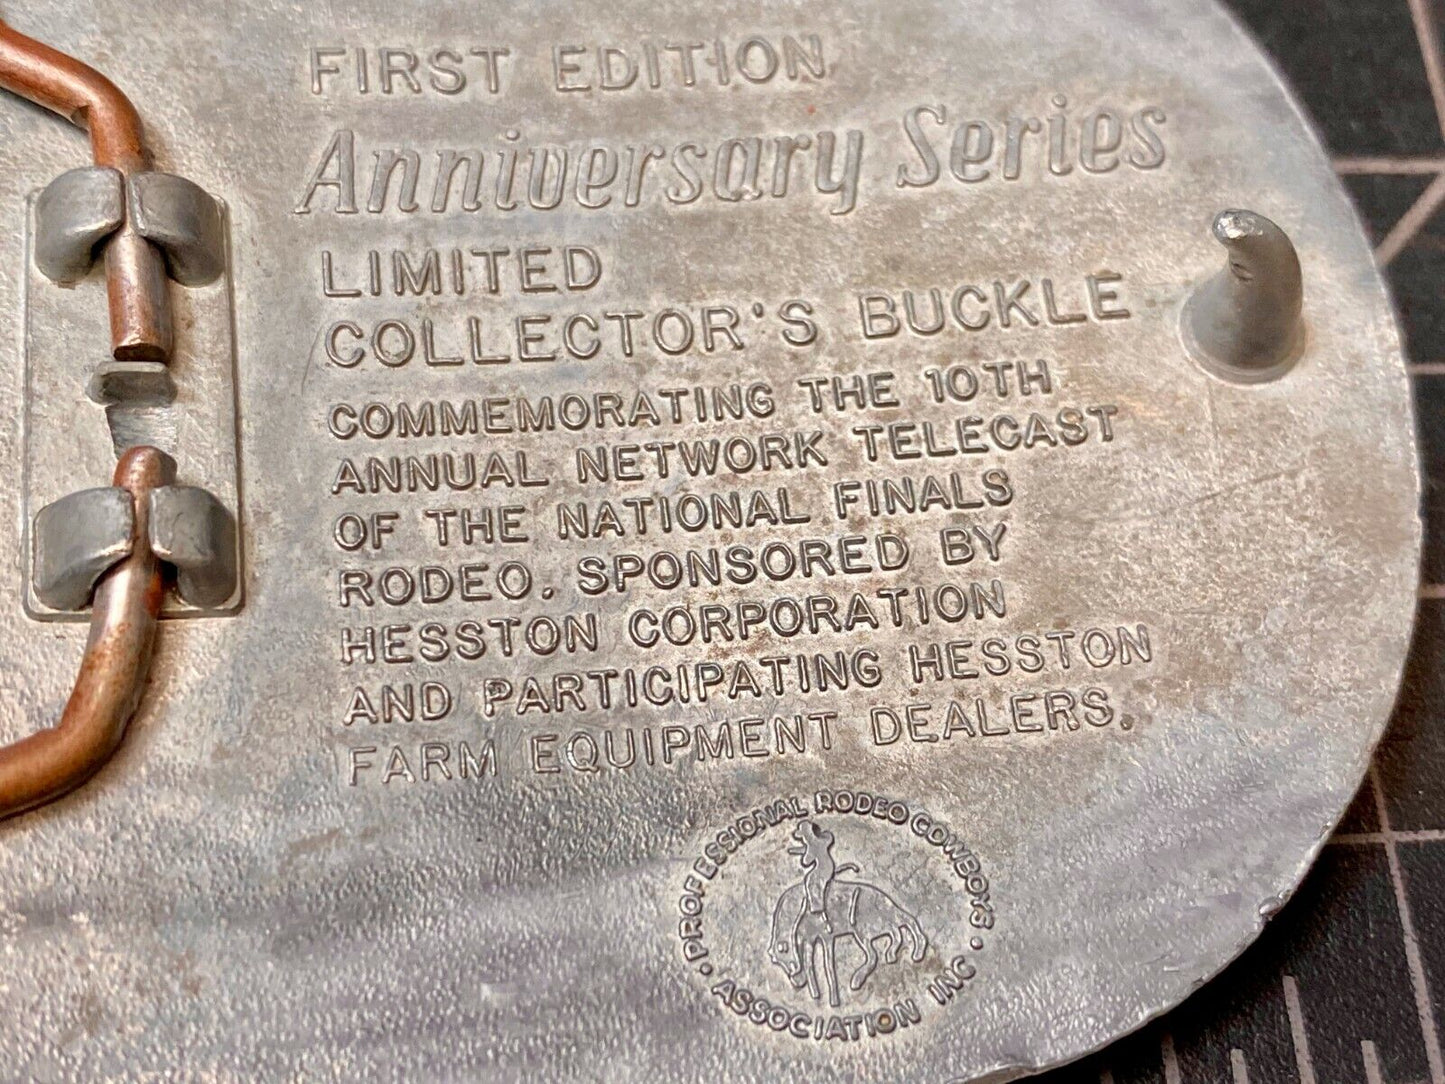 FIRST EDITION
Anniversary Series
LIMITED
COLLECTOR'S BUCKLE
COMMEMORATING THE 10TH
ANNUAL NETWORK TELECAST
OF THE NATIONAL FINALS
RODEO. SPONSORED BY
HESSTON CORPORATION
AND PARTICIPATING HESSTON
FARM EQUIPMENT DEALERS.
• PROFESSIONAL RODEO COWBOYS •
ASSOCIATION INC